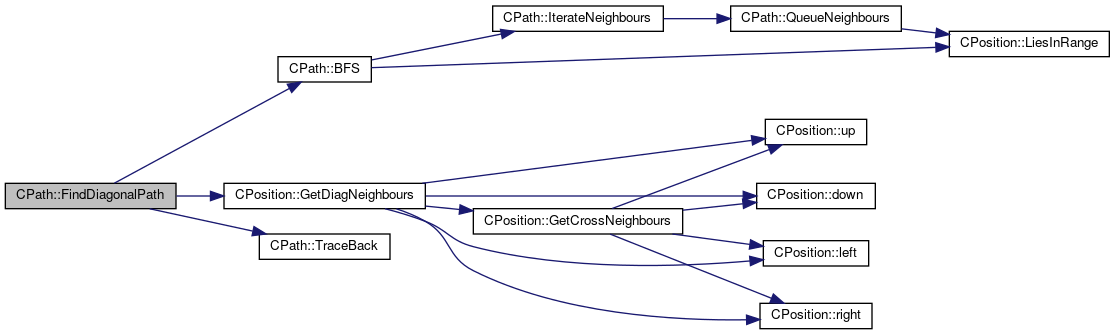 CPath::IterateNeighbours
CPath::QueueNeighbours
CPosition::LiesInRange
CPath::BFS
CPosition::up
CPath::FindDiagonalPath
CPosition::GetDiagNeighbours
CPosition::down
CPosition::GetCrossNeighbours
CPath::TraceBack
CPosition::left
CPosition::right